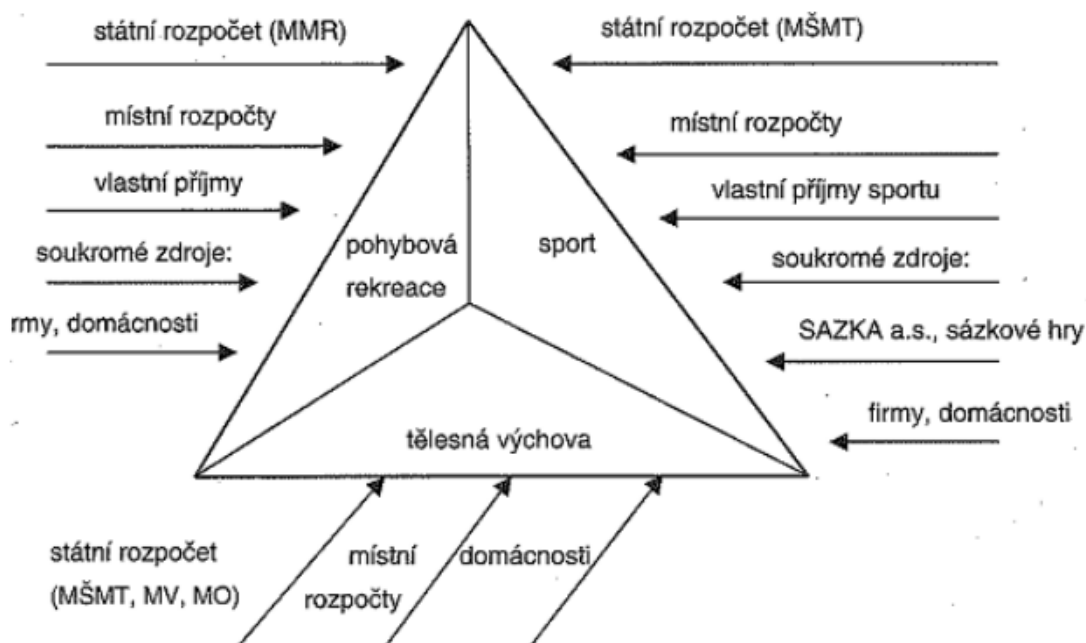 státní rozpočet (MMR)
místní rozpočty
vlastní příjmy
soukromé zdroje:
rmy, domácnosti
státní rozpočet (MŠMT)
místní rozpočty
vlastní příjmy sportu
soukromé zdroje:
SAZKA a.s., sázkové hry
firmy, domácnosti
pohybová
rekreace
sport
tělesná výchova
státní rozpočet
(MŠMT, MV, MO)
místní
rozpočty
domácnosti